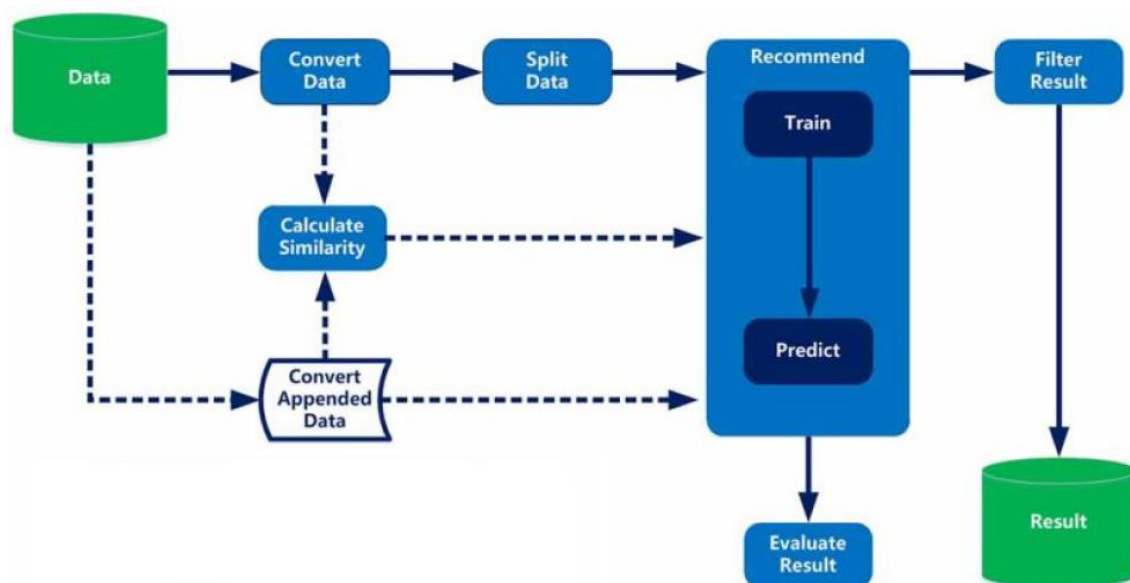 Data
Convert
Data
Split
Data
Recommend
Filter
Result
Train
Calculate
Similarity
Predict
Convert
Appended
Data
Evaluate
Result
Result